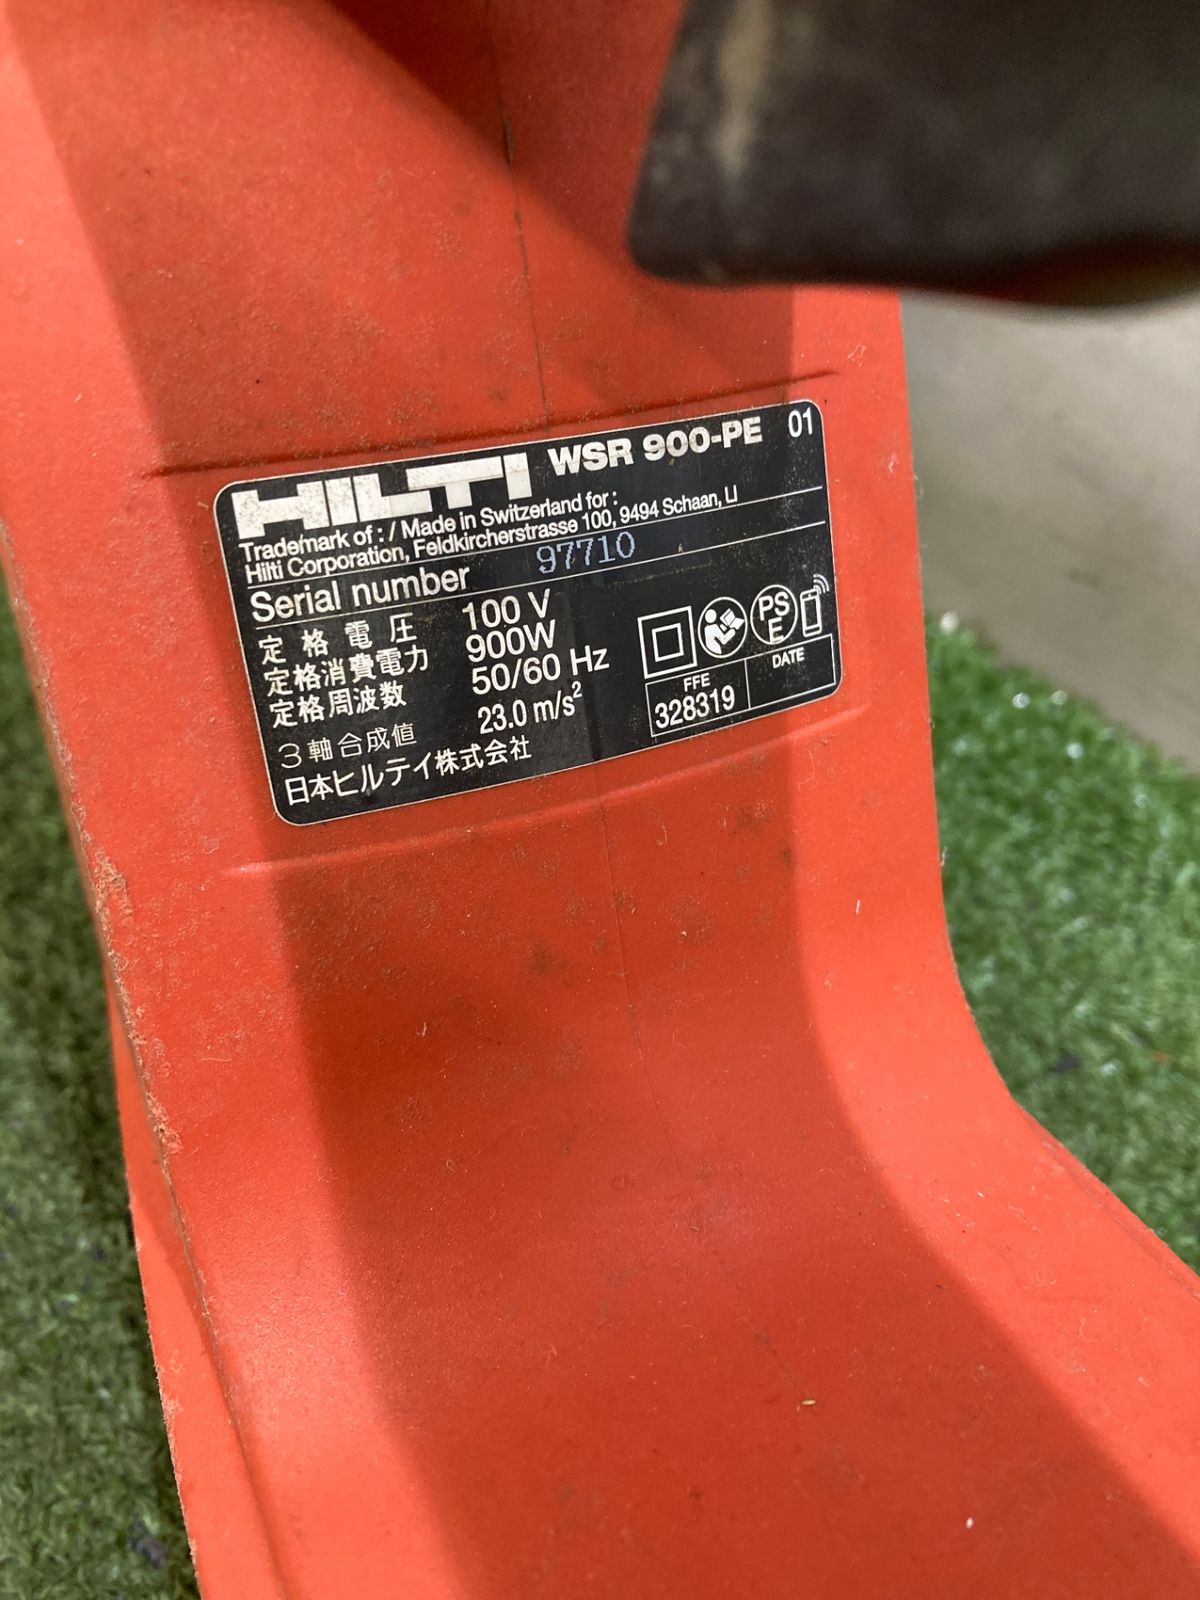 HILTI WSR 900-PE 01
Trademark of : / Made in Switzerland for :
Hilti Corporation, Feldkircherstrasse 100, 9494 Schaan, LI
Serial number 97710
定格電圧 100 V
定格消費電力 900W
定格周波数 50/60 Hz
3軸合成値 23.0 m/s²
日本ヒルティ株式会社
PS
E
FFE DATE
328319